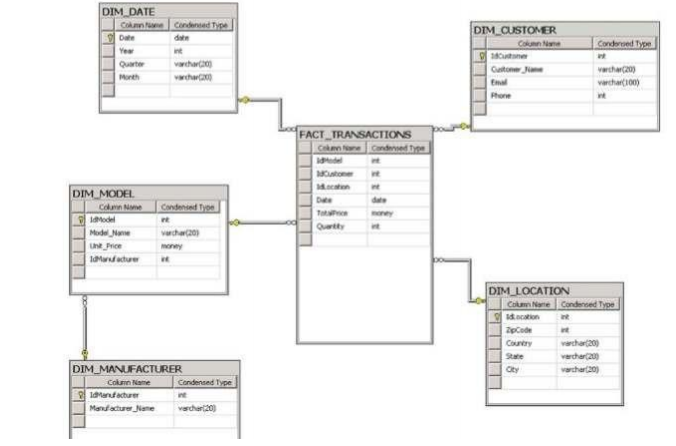 DIM_DATE
Column Name Condensed Type
Date date
Year int
Quarter varchar(20)
Month varchar(20)
DIM_CUSTOMER
Column Name Condensed Type
IdCustomer int
Customer_Name varchar(20)
Email varchar(100)
Phone int
FACT_TRANSACTIONS
Column Name Condensed Type
IdModel int
IdCustomer int
IdLocation int
Date date
TotalPrice money
Quantity int
DIM_MODEL
Column Name Condensed Type
IdModel int
Model_Name varchar(20)
Unit_Price money
IdManufacturer int
DIM_LOCATION
Column Name Condensed Type
IdLocation int
ZipCode int
Country varchar(20)
State varchar(20)
City varchar(20)
DIM_MANUFACTURER
Column Name Condensed Type
IdManufacturer int
Manufacturer_Name varchar(20)